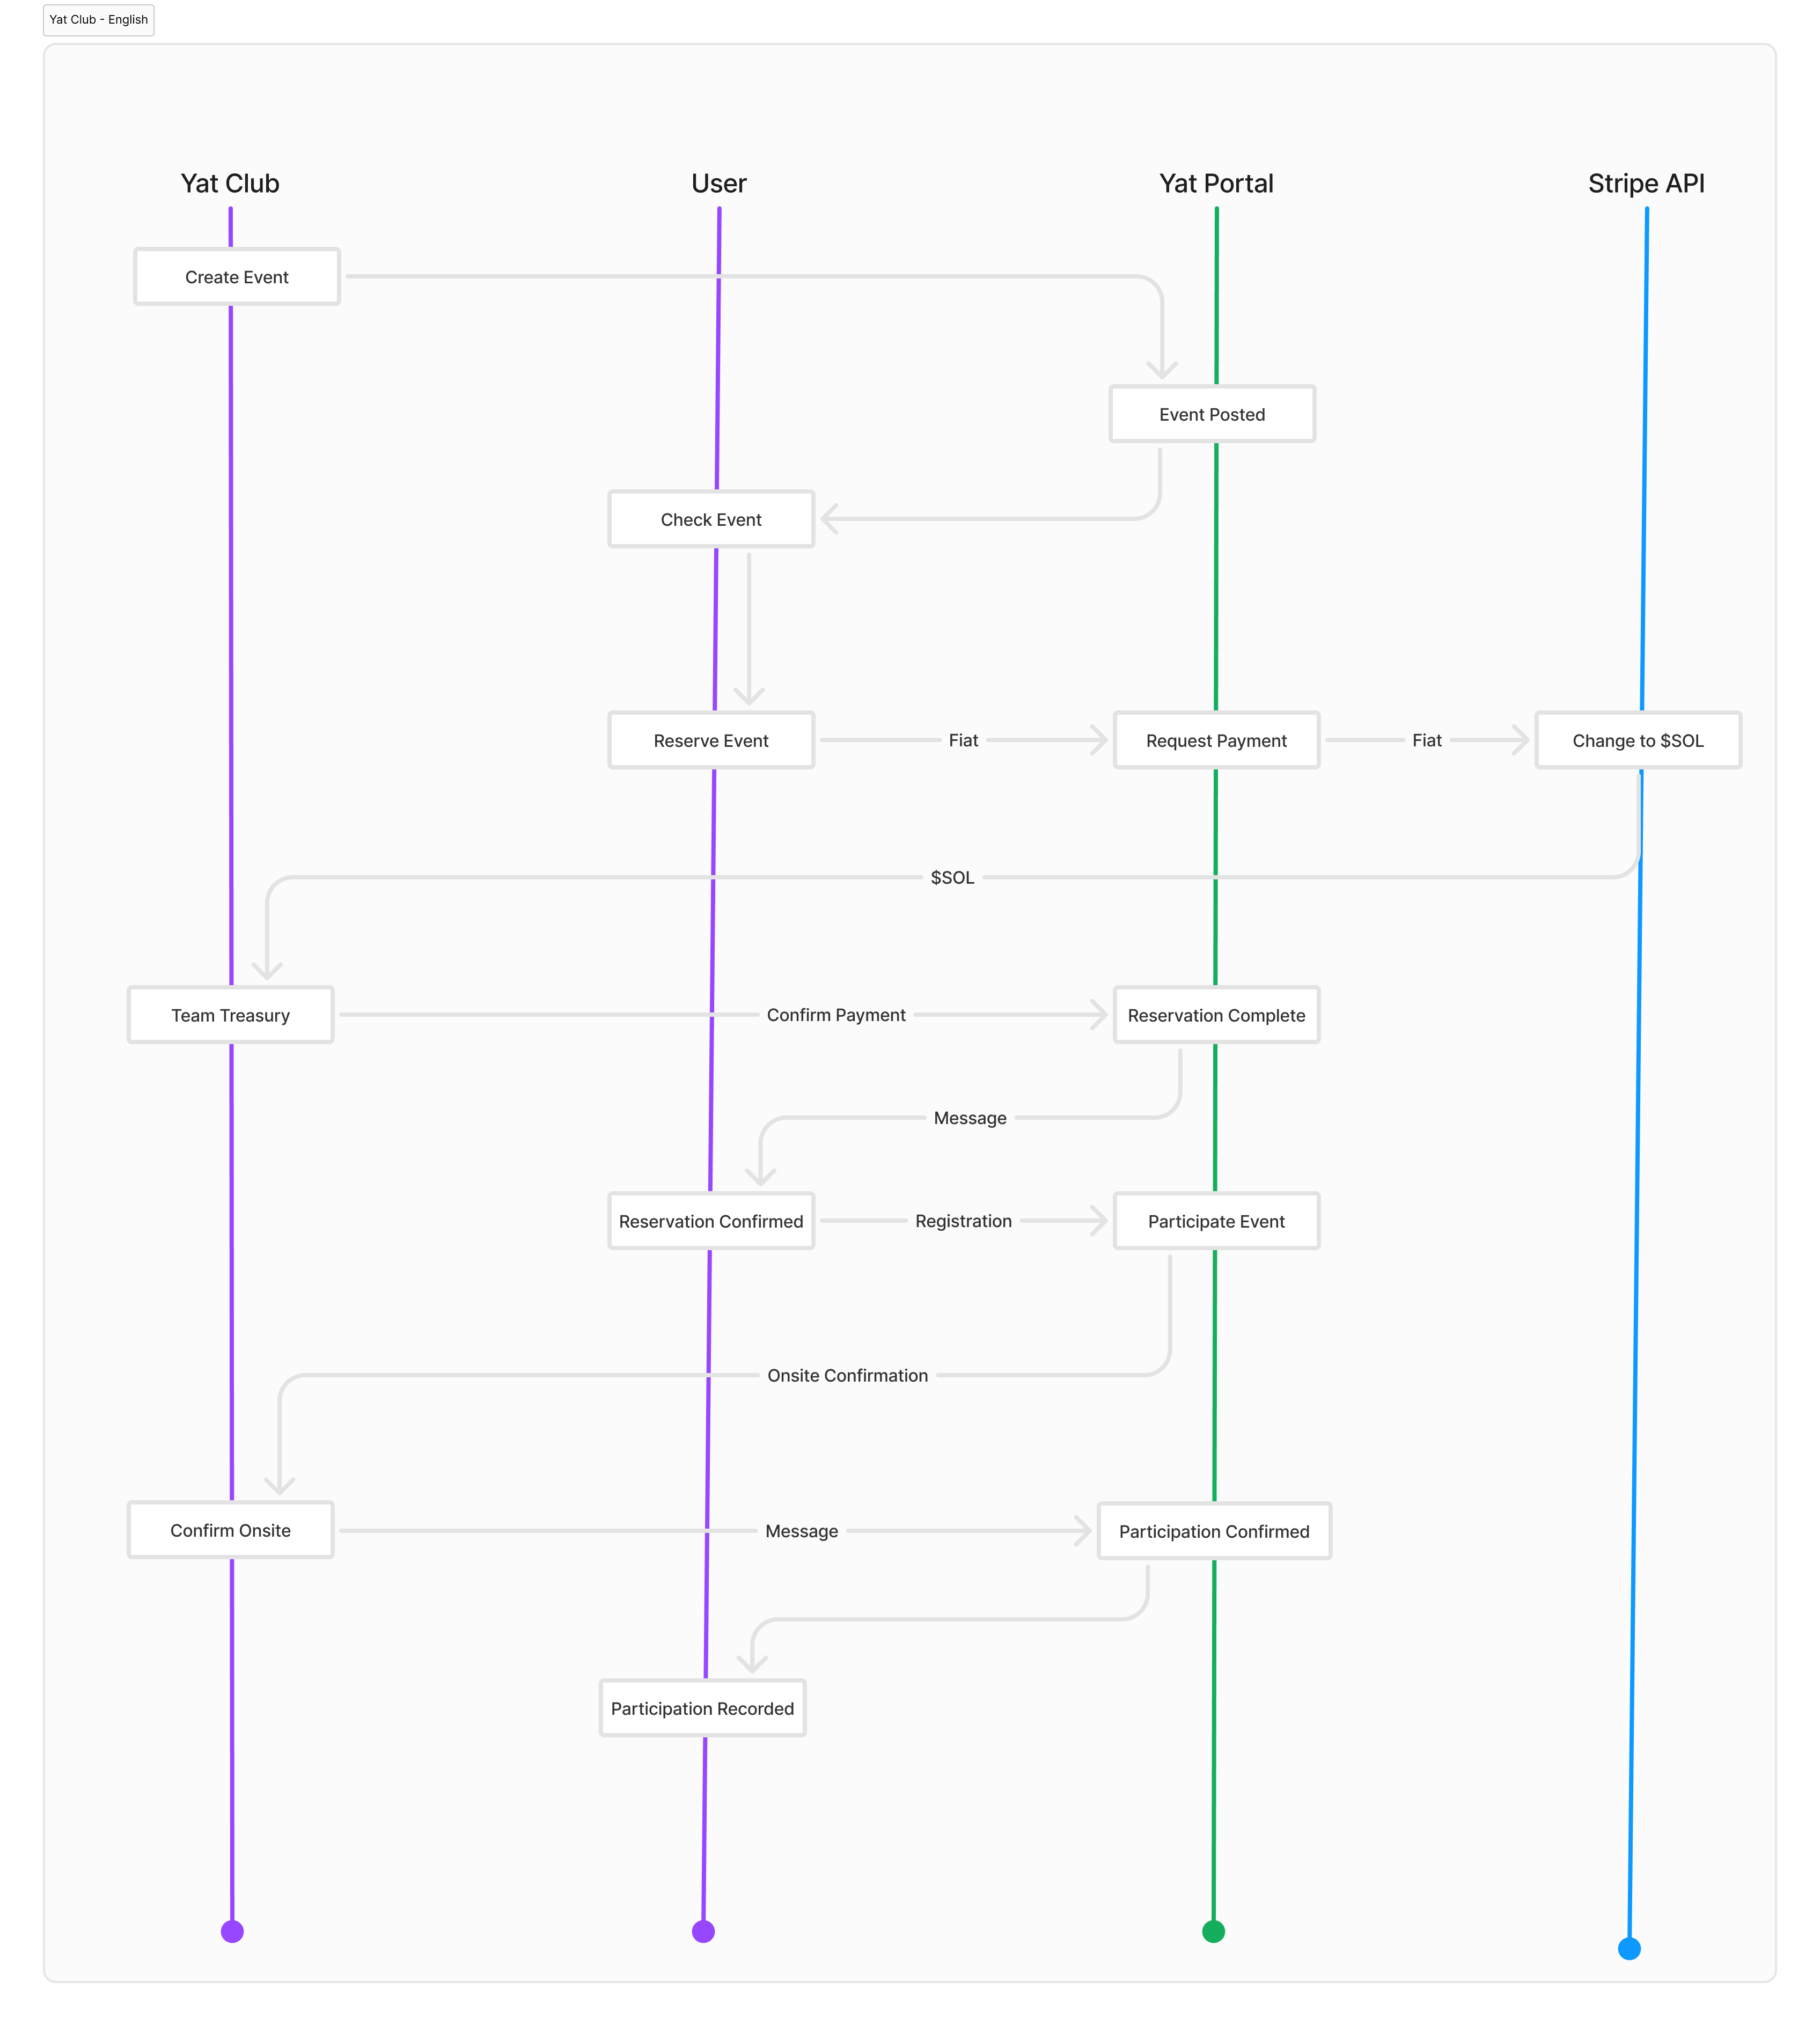 Yat Club - English
Yat Club
User
Yat Portal
Stripe API
Create Event
Event Posted
Check Event
Reserve Event
Fiat
Request Payment
Fiat
Change to $SOL
$SOL
Team Treasury
Confirm Payment
Reservation Complete
Message
Reservation Confirmed
Registration
Participate Event
Onsite Confirmation
Confirm Onsite
Message
Participation Confirmed
Participation Recorded